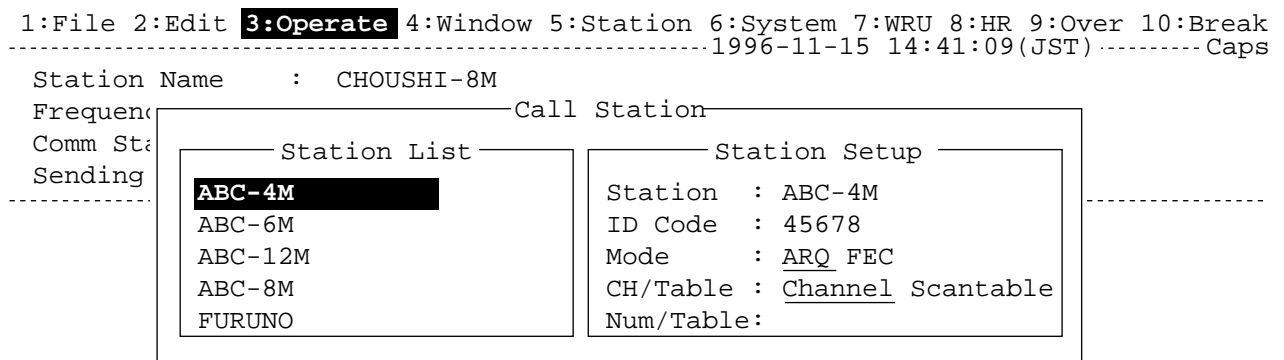 1:File 2:Edit 3:Operate 4:Window 5:Station 6:System 7:WRU 8:HR 9:Over 10:Break
1996-11-15 14:41:09(JST) Caps
Station Name : CHOUSHI-8M
Call Station
Station List
ABC-4M
ABC-6M
ABC-12M
ABC-8M
FURUNO
Station Setup
Station : ABC-4M
ID Code : 45678
Mode : ARQ FEC
CH/Table : Channel Scantable
Num/Table:
Comm
Sending